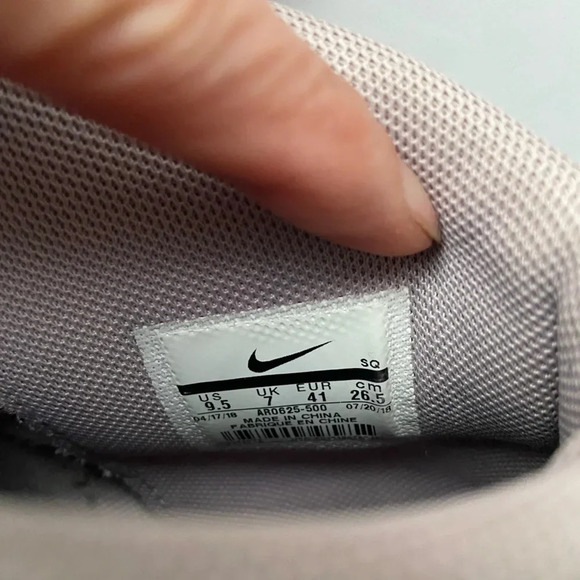 SQ
US UK EUR cm
9.5 7 41 26.5
04/17/18 AR0625-500 07/20/18
MADE IN CHINA
FABRIQUE EN CHINE